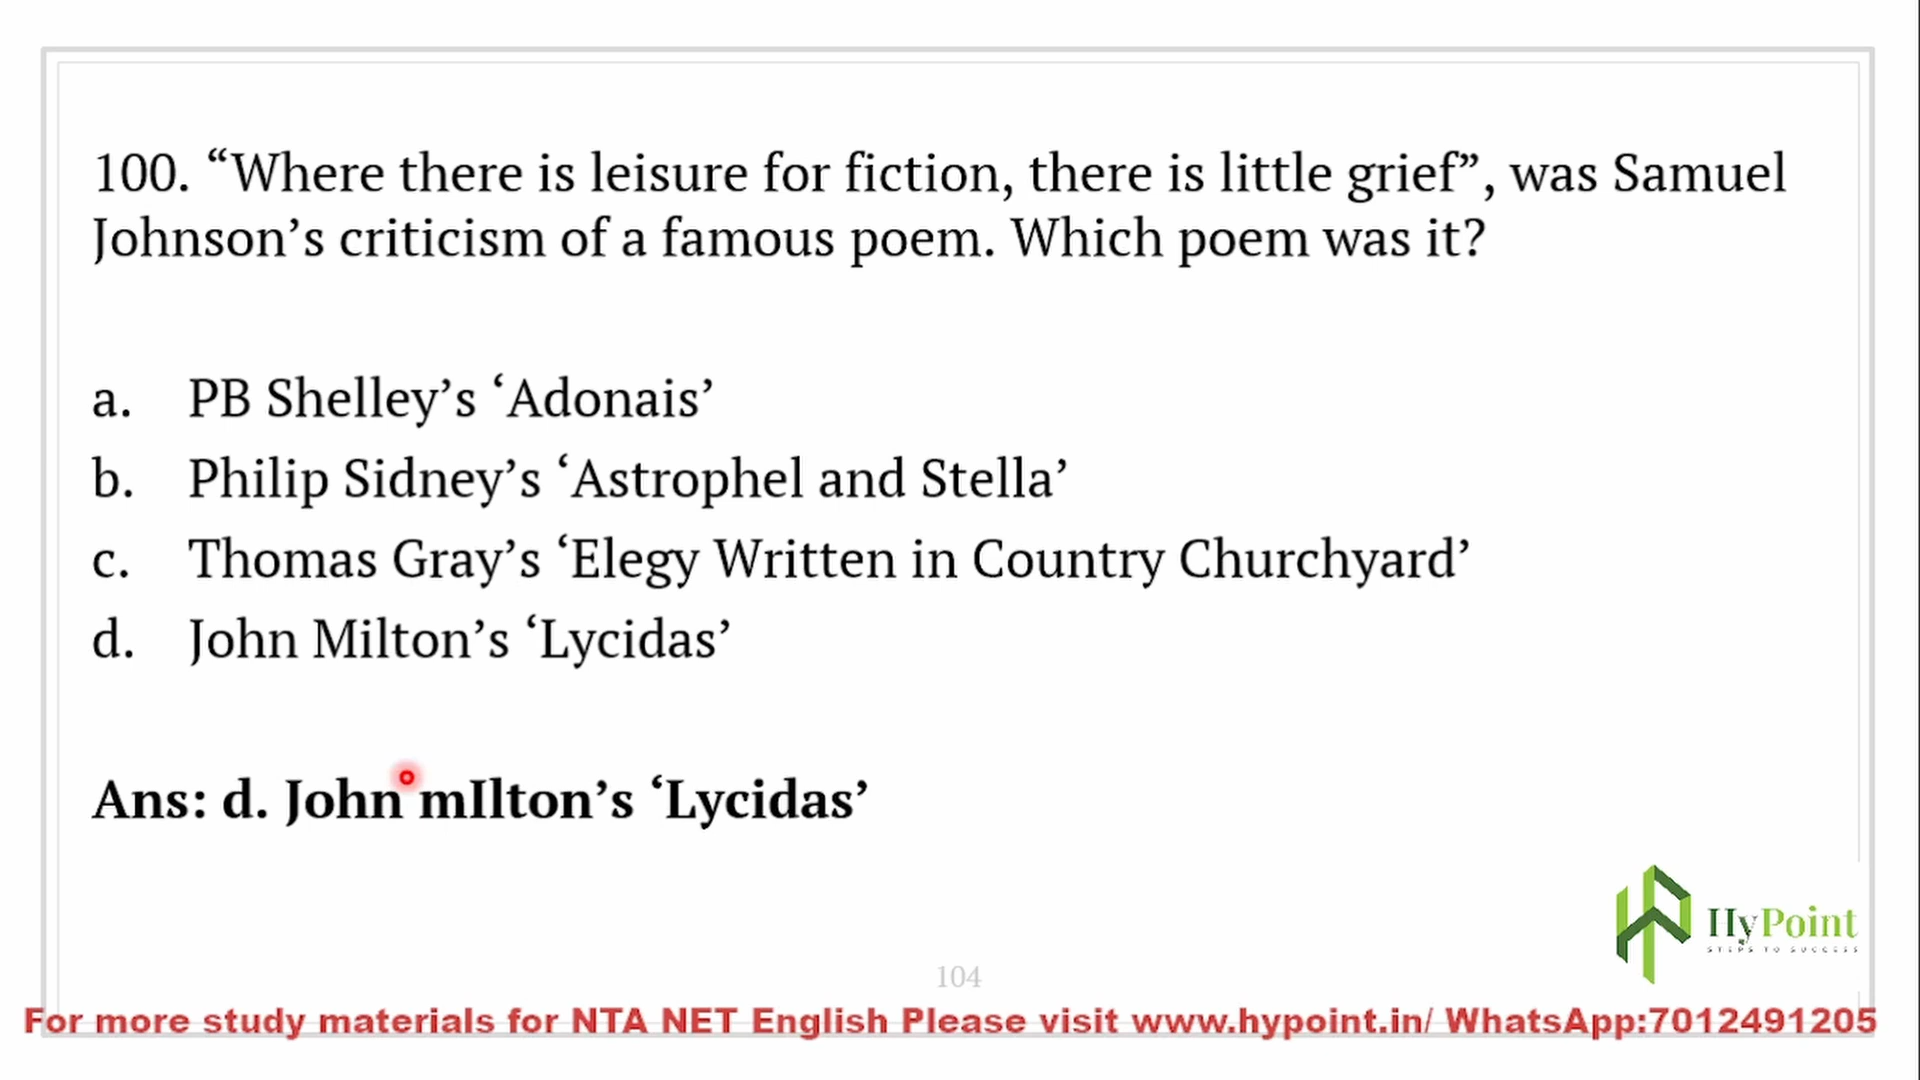 100. “Where there is leisure for fiction, there is little grief”, was Samuel
Johnson’s criticism of a famous poem. Which poem was it?
a. PB Shelley’s ‘Adonais’
b. Philip Sidney’s ‘Astrophel and Stella’
c. Thomas Gray’s ‘Elegy Written in Country Churchyard’
d. John Milton’s ‘Lycidas’
Ans: d. John mIlton’s ‘Lycidas’
HyPoint
STEPS TO SUCCESS
104
For more study materials for NTA NET English Please visit www.hypoint.in/ WhatsApp:7012491205